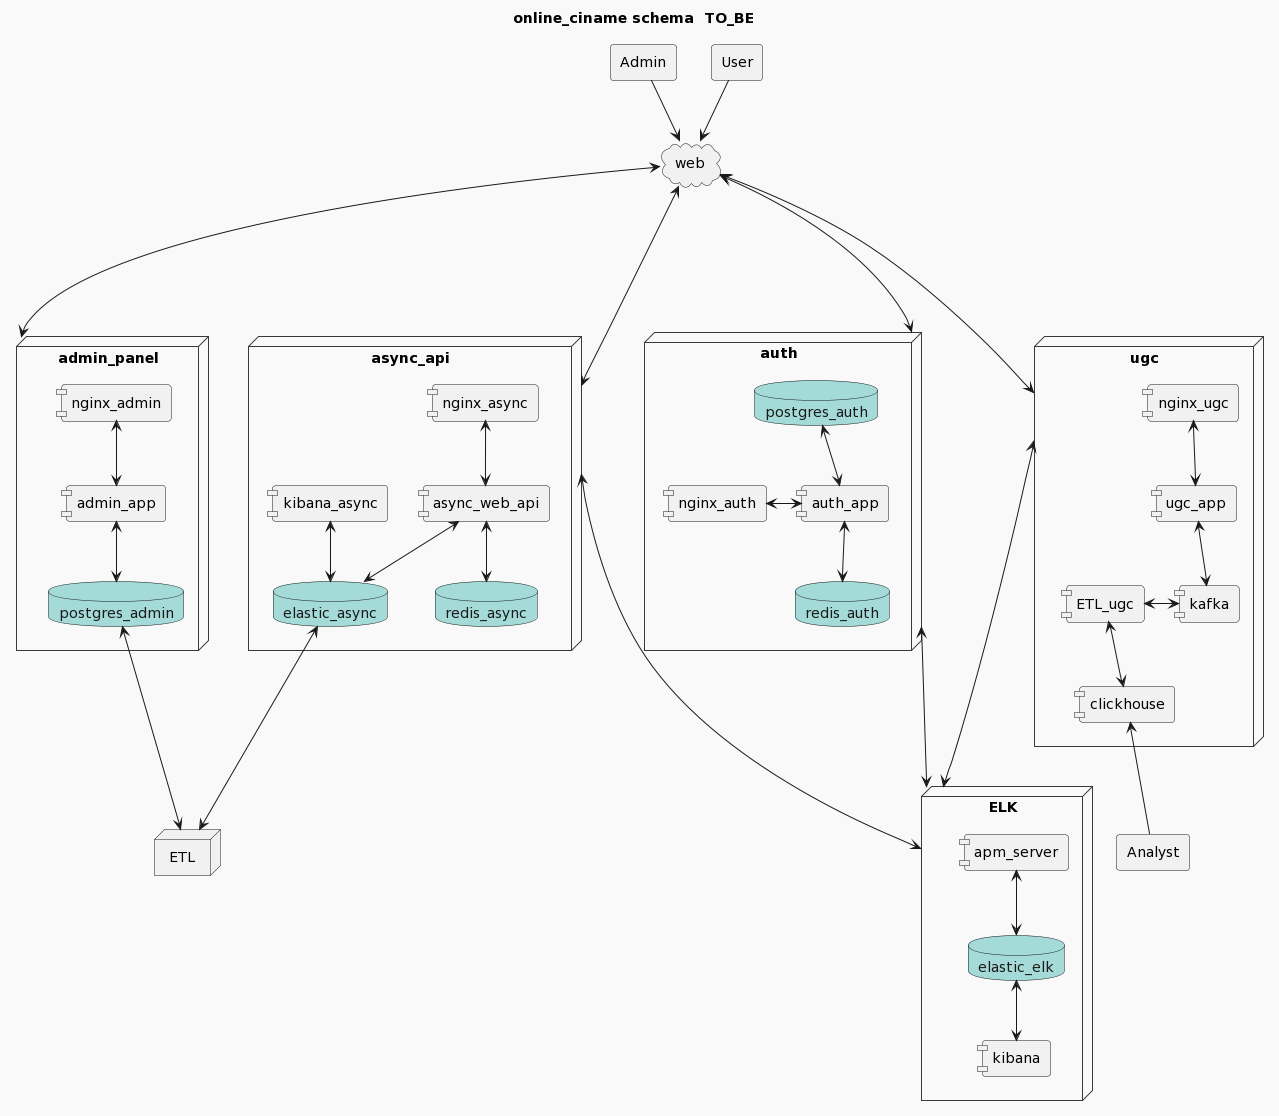 online_ciname schema  TO_BE
Admin
User
web
admin_panel
nginx_admin
admin_app
postgres_admin
async_api
nginx_async
kibana_async
async_web_api
elastic_async
redis_async
auth
postgres_auth
nginx_auth
auth_app
redis_auth
ugc
nginx_ugc
ugc_app
ETL_ugc
kafka
clickhouse
ETL
ELK
apm_server
elastic_elk
kibana
Analyst